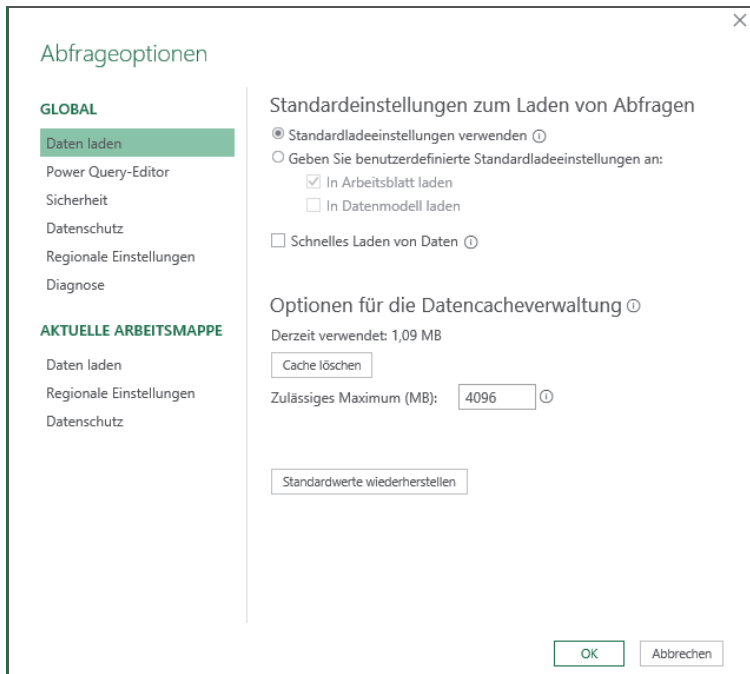 Abfrageoptionen
GLOBAL
Daten laden
Power Query-Editor
Sicherheit
Datenschutz
Regionale Einstellungen
Diagnose
AKTUELLE ARBEITSMAPPE
Daten laden
Regionale Einstellungen
Datenschutz
Standardeinstellungen zum Laden von Abfragen
Standardladeeinstellungen verwenden
Geben Sie benutzerdefinierte Standardladeeinstellungen an:
In Arbeitsblatt laden
In Datenmodell laden
Schnelles Laden von Daten
Optionen für die Datencacheverwaltung
Derzeit verwendet: 1,09 MB
Cache löschen
Zulässiges Maximum (MB): 4096
Standardwerte wiederherstellen
OK Abbrechen